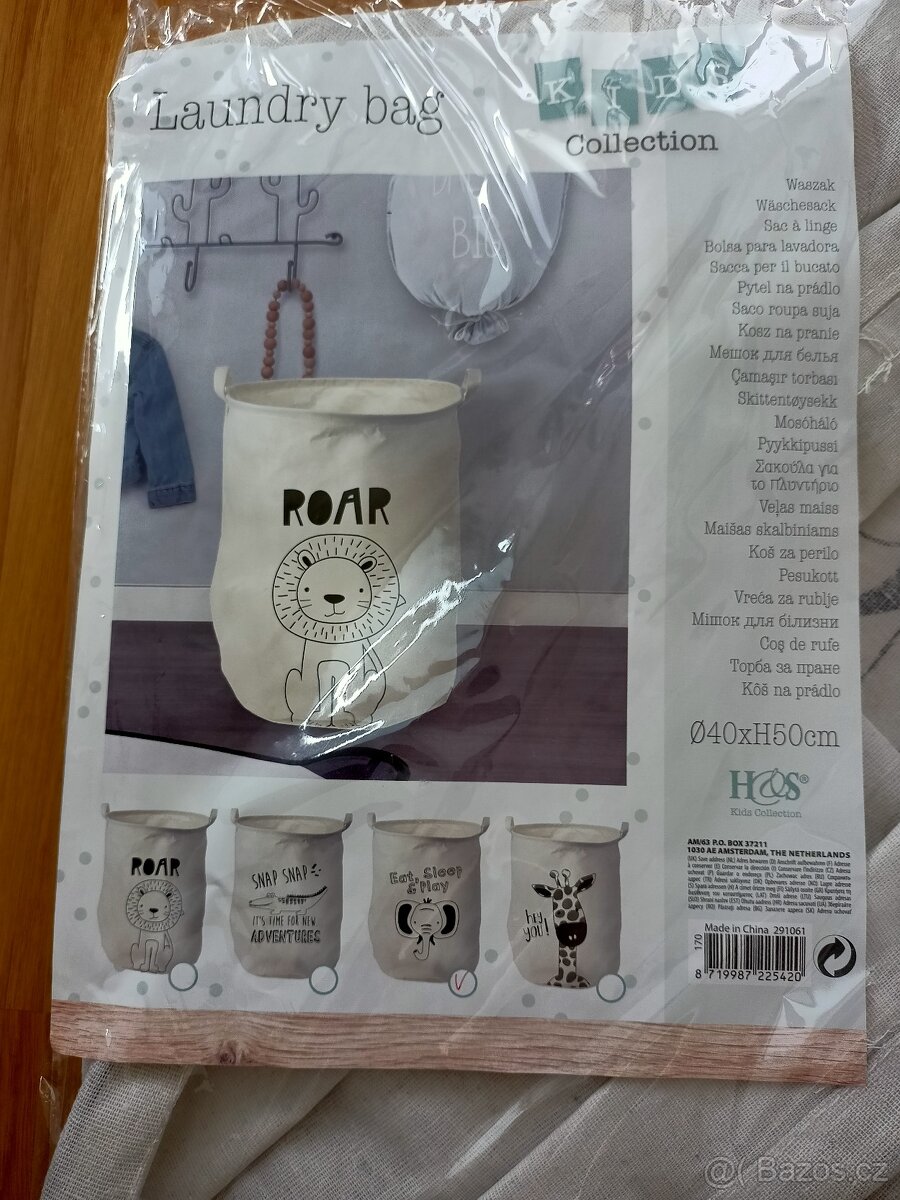 Laundry bag
KIDS
Collection
Waszak
Wäschesack
Sac à linge
Bolsa para lavadora
Sacca per il bucato
Pytel na prádlo
Saco roupa suja
Kosz na pranie
Мешок для белья
Çamaşır torbası
Skittentøysekk
Mosóháló
Pyykkipussi
Σακούλα για
το Πλυντήριο
Veļas maiss
Maišas skalbiniams
Koš za perilo
Pesukott
Vreća za rublje
Мішок для білизни
Coş de rufe
Торба за пране
Kôš na prádlo
Ø40xH50cm
H&S®
Kids Collection
BIG
ROAR
ROAR
SNAP SNAP
IT'S TIME FOR NEW
ADVENTURES
Eat, Sleep
& Play
hey,
you!
AM/63 P.O. BOX 37211
1030 AE AMSTERDAM, THE NETHERLANDS
Made in China 291061
170
8 719987 225420
@ Bazos.cz